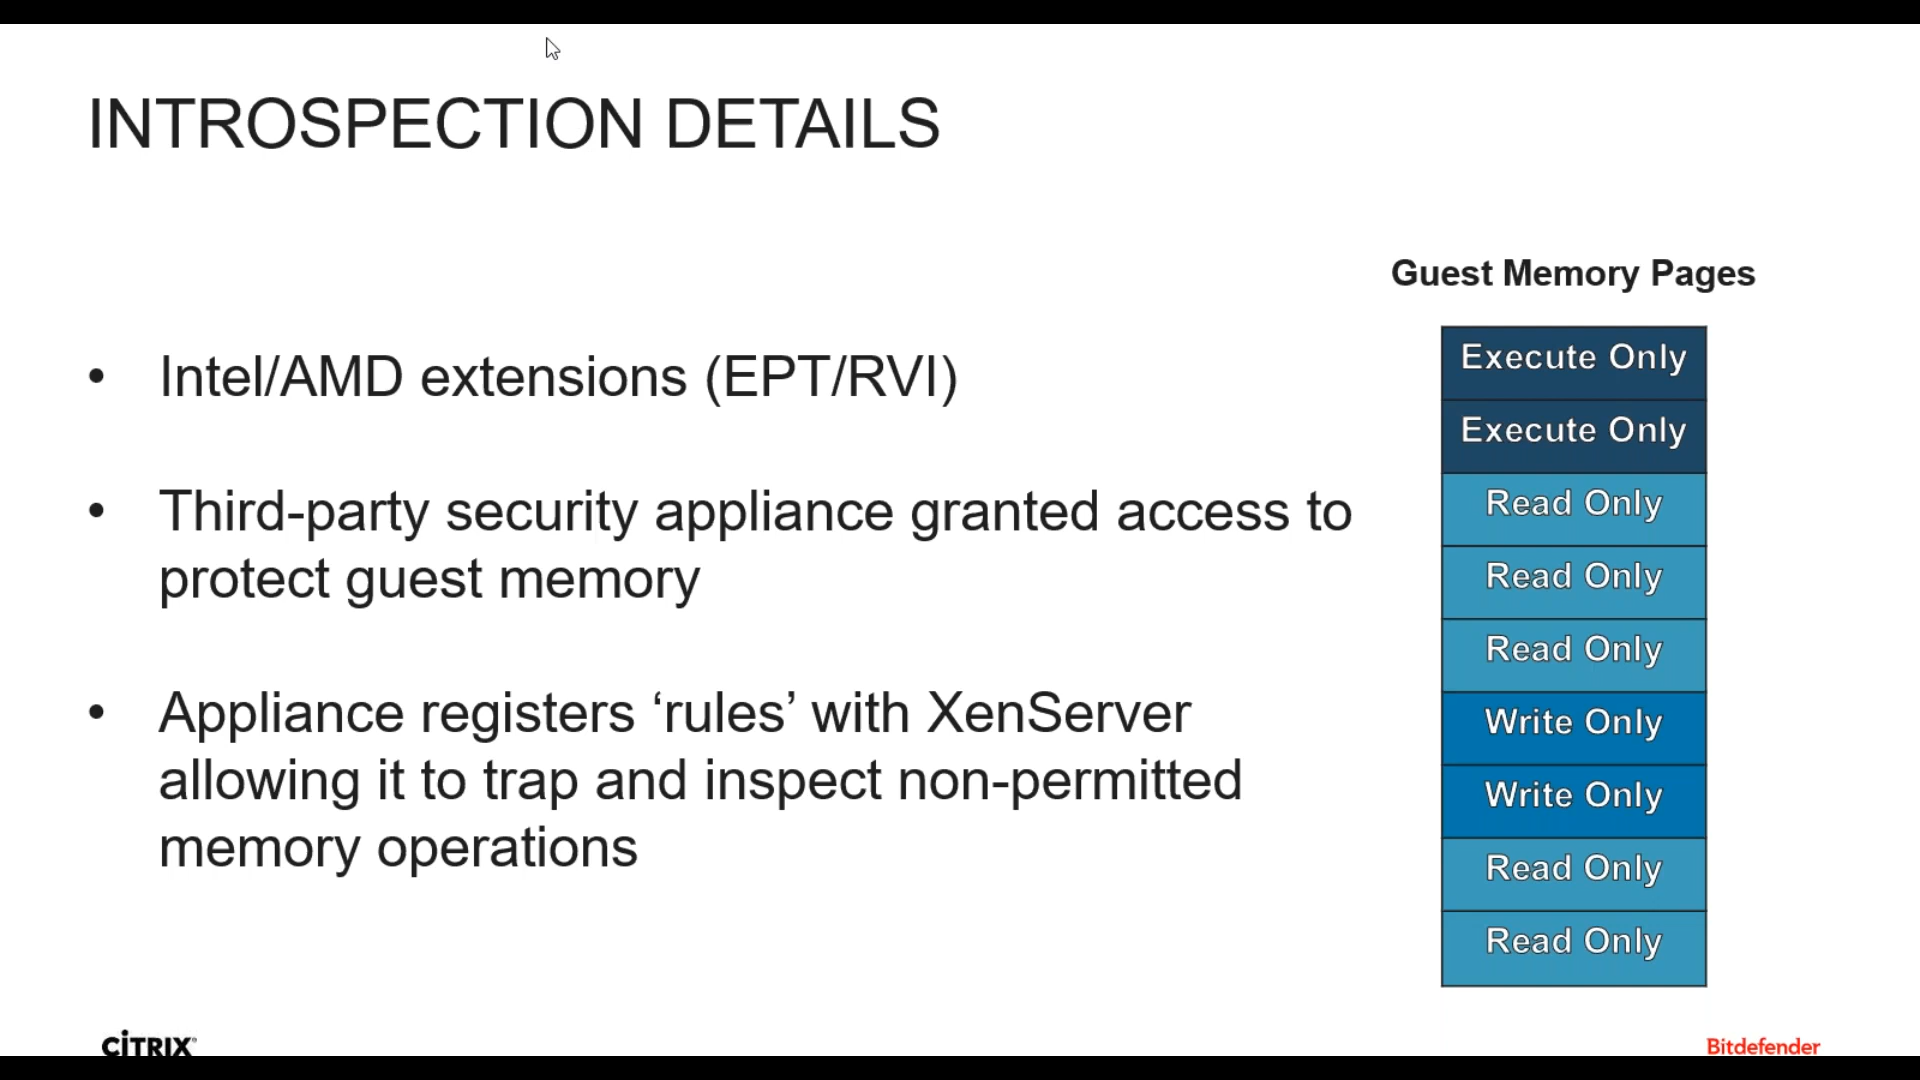 INTROSPECTION DETAILS
Guest Memory Pages
• Intel/AMD extensions (EPT/RVI)
• Third-party security appliance granted access to
protect guest memory
• Appliance registers ‘rules’ with XenServer
allowing it to trap and inspect non-permitted
memory operations
Execute Only
Execute Only
Read Only
Read Only
Read Only
Write Only
Write Only
Read Only
Read Only
CİTRIX®
Bitdefender